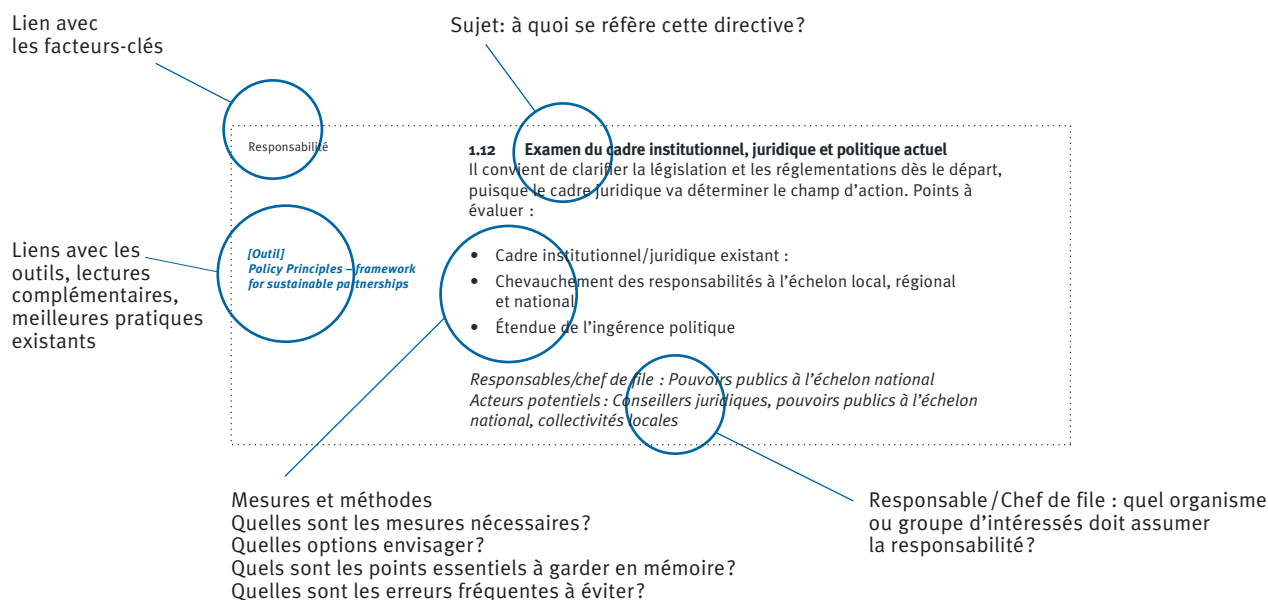 Lien avec
les facteurs-clés
Sujet: à quoi se réfère cette directive?
Responsabilité
1.12 Examen du cadre institutionnel, juridique et politique actuel
Il convient de clarifier la législation et les réglementations dès le départ,
puisque le cadre juridique va déterminer le champ d'action. Points à
évaluer :
Liens avec les
outils, lectures
complémentaires,
meilleures pratiques
existants
[Outil]
Policy Principles – framework
for sustainable partnerships
• Cadre institutionnel/juridique existant :
• Chevauchement des responsabilités à l'échelon local, régional
et national
• Étendue de l'ingérence politique
Responsables/chef de file : Pouvoirs publics à l'échelon national
Acteurs potentiels : Conseillers juridiques, pouvoirs publics à l'échelon
national, collectivités locales
Mesures et méthodes
Quelles sont les mesures nécessaires?
Quelles options envisager?
Quels sont les points essentiels à garder en mémoire?
Quelles sont les erreurs fréquentes à éviter?
Responsable/Chef de file : quel organisme
ou groupe d'intéressés doit assumer
la responsabilité?